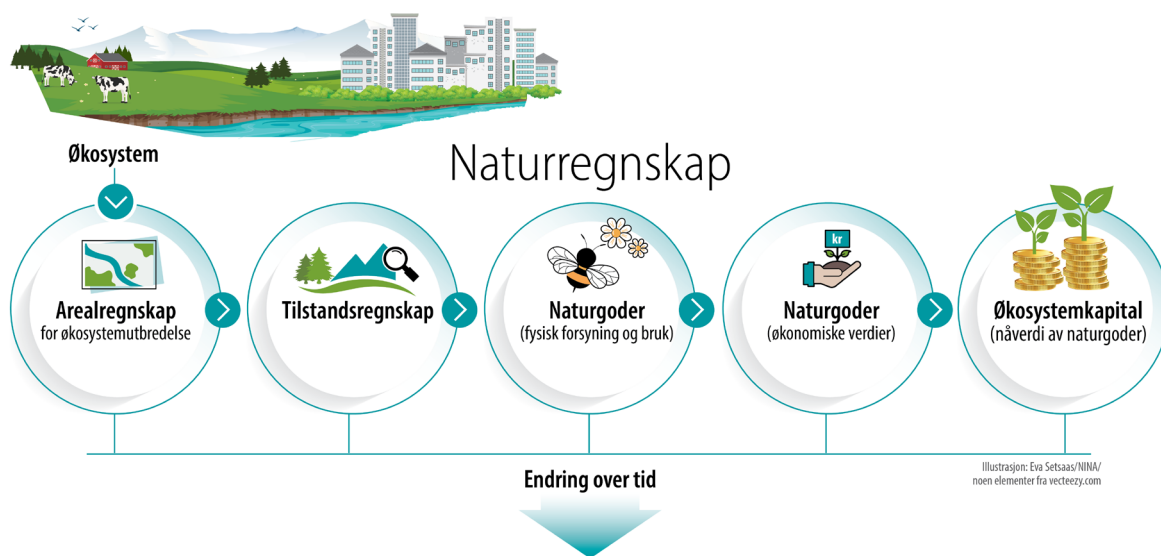 Økosystem
Naturregnskap
Arealregnskap
for økosystemutbredelse
Tilstandsregnskap
Naturgoder
(fysisk forsyning og bruk)
kr
Naturgoder
(økonomiske verdier)
Økosystemkapital
(nåverdi av naturgoder)
Endring over tid
Illustrasjon: Eva Setsaas/NINA/
noen elementer fra vecteezy.com